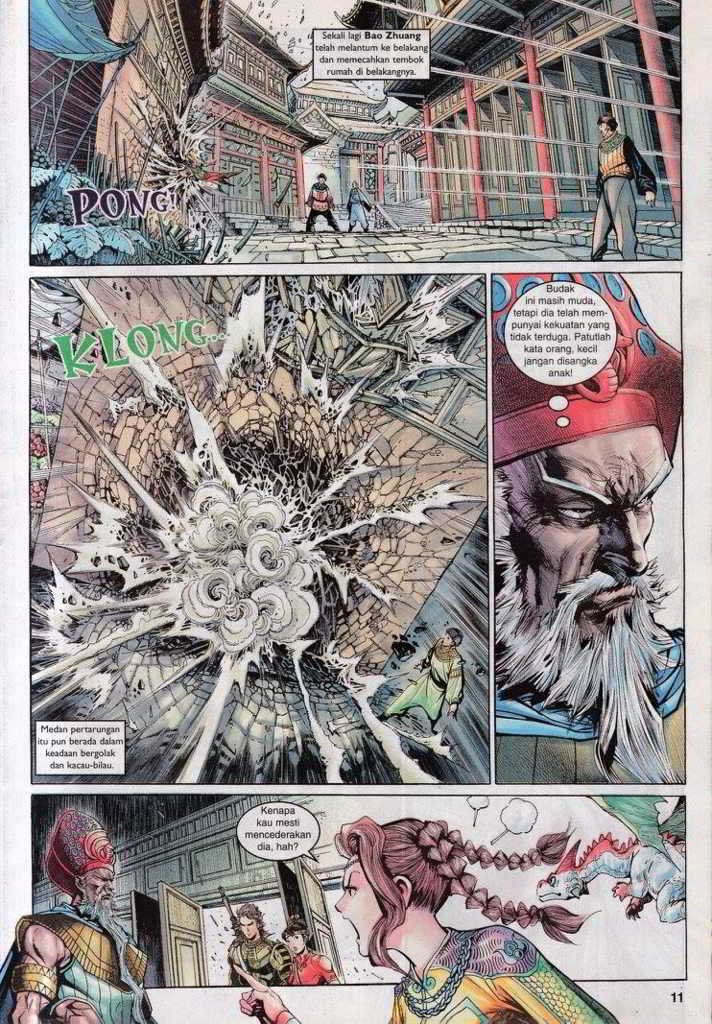 Sekali lagi Bao Zhuang
telah melantum ke belakang
dan memecahkan tembok
rumah di belakangnya.
PONG!
KLONG...
Budak
ini masih muda,
tetapi dia telah mem-
punyai kekuatan yang
tidak terduga. Patutlah
kata orang, kecil
jangan disangka
anak!
Medan pertarungan
itu pun berada dalam
keadaan bergolak
dan kacau-bilau.
Kenapa
kau mesti
mencederakan
dia, hah?
11